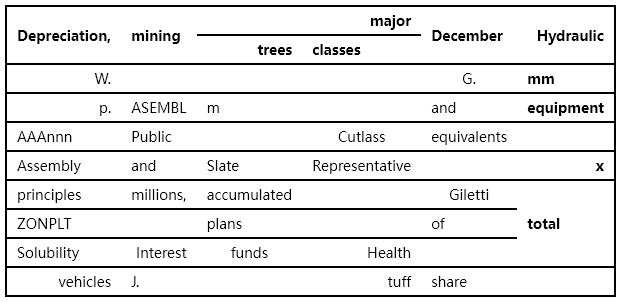 major
Depreciation, mining December Hydraulic
trees classes
W. G. mm
p. ASEMBL m and equipment
AAAnnn Public Cutlass equivalents
Assembly and Slate Representative x
principles millions, accumulated Giletti
ZONPLT plans of total
Solubility Interest funds Health
vehicles J. tuff share